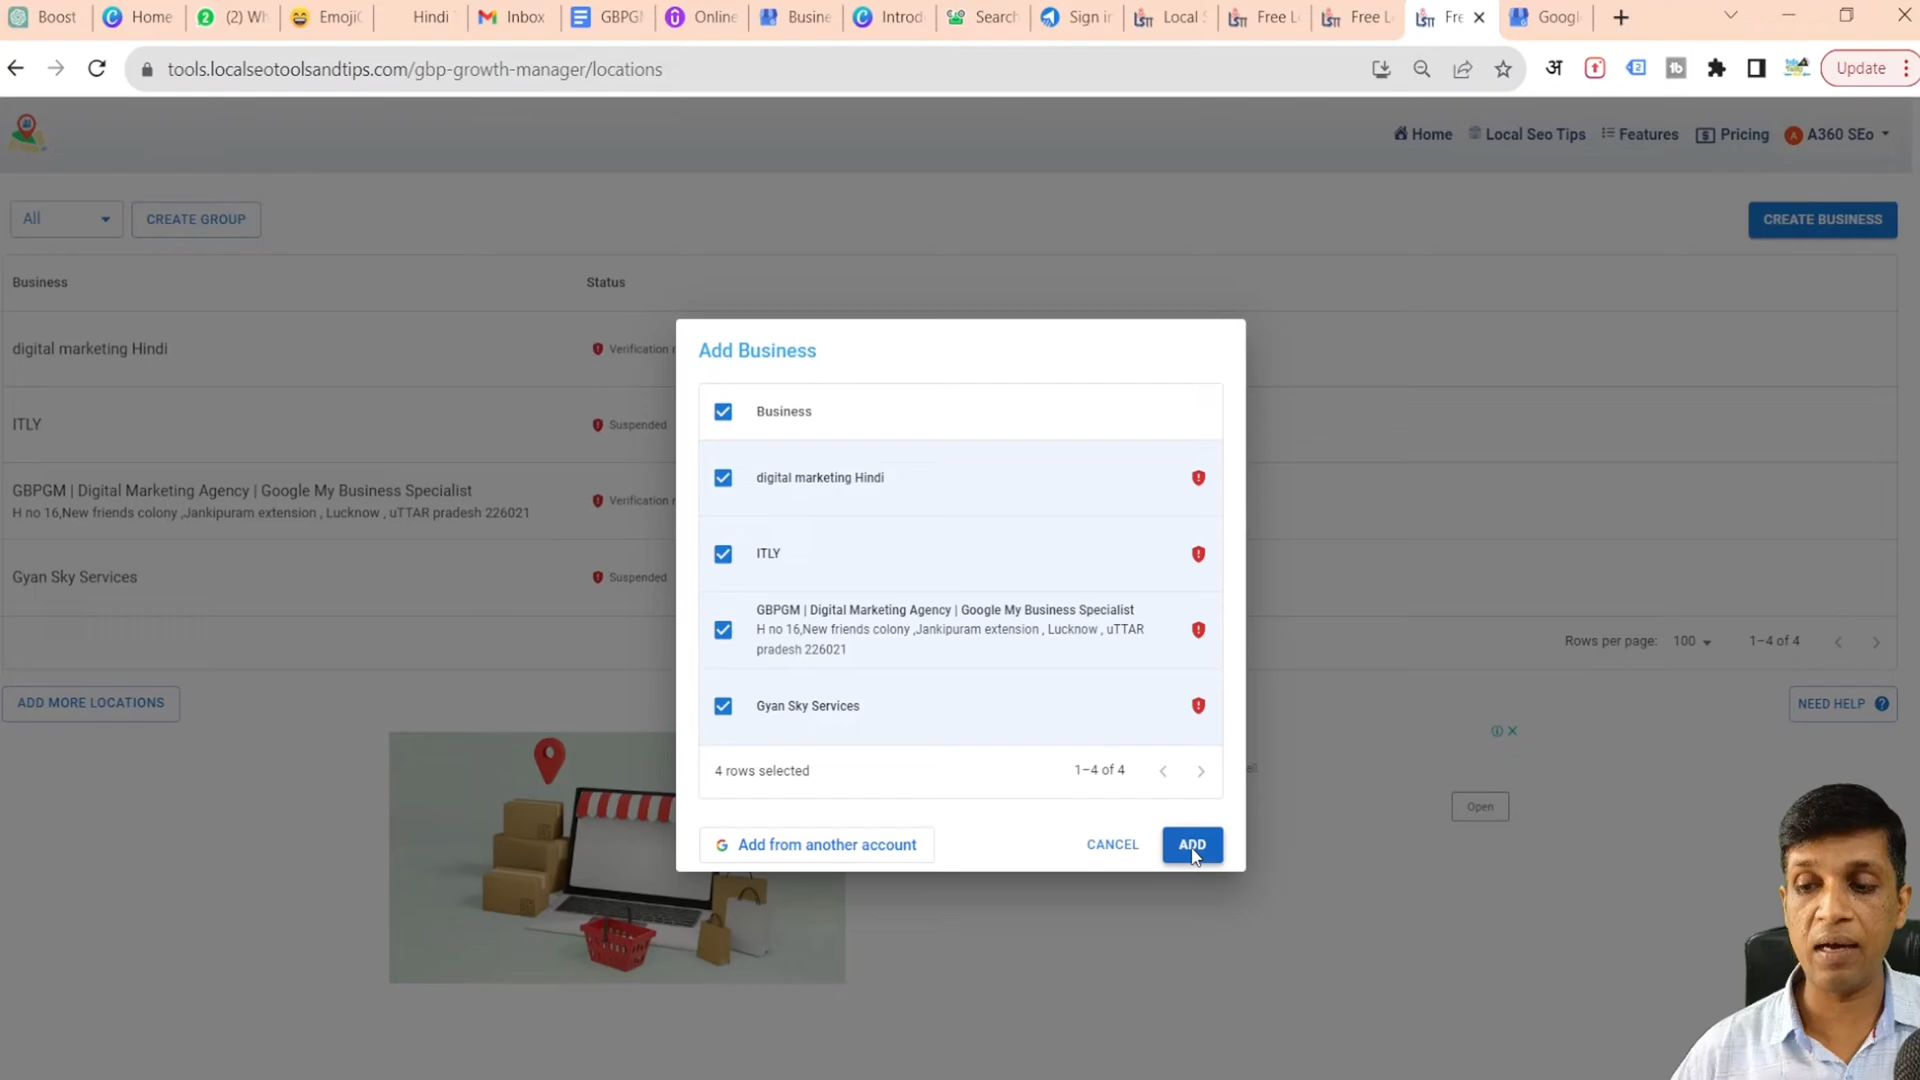 Boost
Home
(2) Wh
EmojiC
Hindi
Inbox
GBPG
Online
Busine
Introd
Search
Sign in
Local S
Free L
Free L
Fre
Google
tools.localseotoolsandtips.com/gbp-growth-manager/locations
अ
Update
Home
Local Seo Tips
Features
Pricing
A
A360 SEo
All
CREATE GROUP
CREATE BUSINESS
Business
Status
digital marketing Hindi
Verification
ITLY
Suspended
GBPGM | Digital Marketing Agency | Google My Business Specialist
H no 16,New friends colony ,Jankipuram extension , Lucknow , uTTAR pradesh 226021
Verification
Gyan Sky Services
Suspended
Rows per page: 100
1–4 of 4
ADD MORE LOCATIONS
NEED HELP
Open
Add Business
Business
digital marketing Hindi
ITLY
GBPGM | Digital Marketing Agency | Google My Business Specialist
H no 16,New friends colony ,Jankipuram extension , Lucknow , uTTAR
pradesh 226021
Gyan Sky Services
4 rows selected
1–4 of 4
Add from another account
CANCEL
ADD